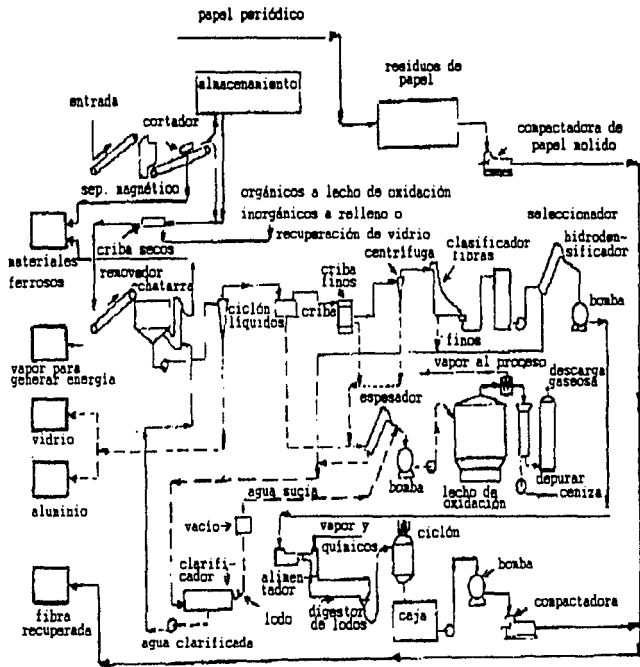 papel periódico
residuos de
papel
almacenamiento
entrada
cortador
compactadora de
papel molido
sep. magnético
orgánicos a lecho de oxidación
inorgánicos a relleno o
recuperación de vidrio
seleccionador
criba secos
materiales
ferrosos
removedor
chatarra
ciclón
líquidos
criba
criba
finos
centrífuga
clasificador
fibras
hidroden-
sificador
bomba
finos
vapor al proceso
descarga
gaseosa
vapor para
generar energía
espesador
vidrio
bomba
lecho de
oxidación
depurar
ceniza
aluminio
agua sucia
vacío
vapor y
químicos
ciclón
clarifi-
cador
alimen-
tador
bomba
lodo
digestor
de lodos
caja
compactadora
fibra
recuperada
agua clarificada